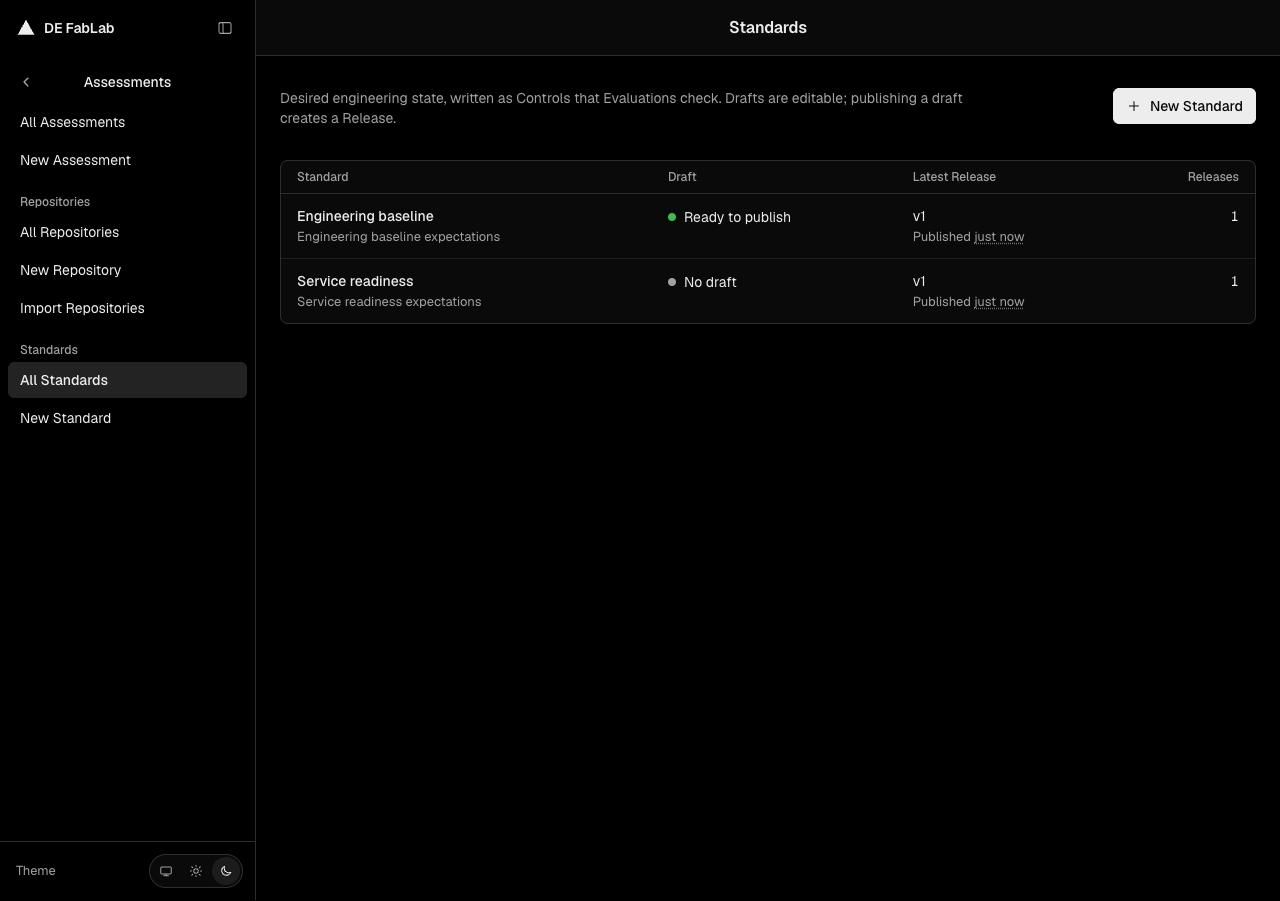 DE FabLab
Assessments
All Assessments
New Assessment
Repositories
All Repositories
New Repository
Import Repositories
Standards
All Standards
New Standard
Theme
Standards
Desired engineering state, written as Controls that Evaluations check. Drafts are editable; publishing a draft
creates a Release.
New Standard
Standard Draft Latest Release Releases
Engineering baseline Ready to publish v1 1
Engineering baseline expectations Published just now
Service readiness No draft v1 1
Service readiness expectations Published just now